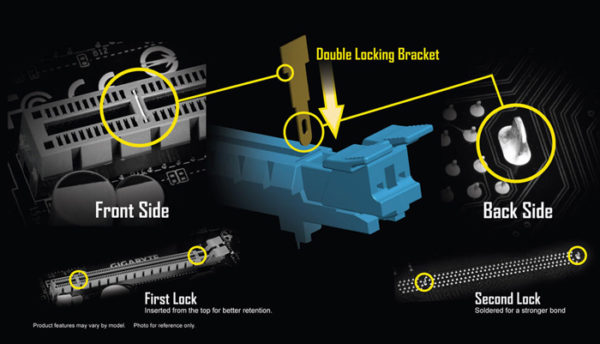 Double Locking Bracket
Front Side
Back Side
GIGABYTE
First Lock
Inserted from the top for better retention.
Second Lock
Soldered for a stronger bond
Product features may vary by model. Photo for reference only.